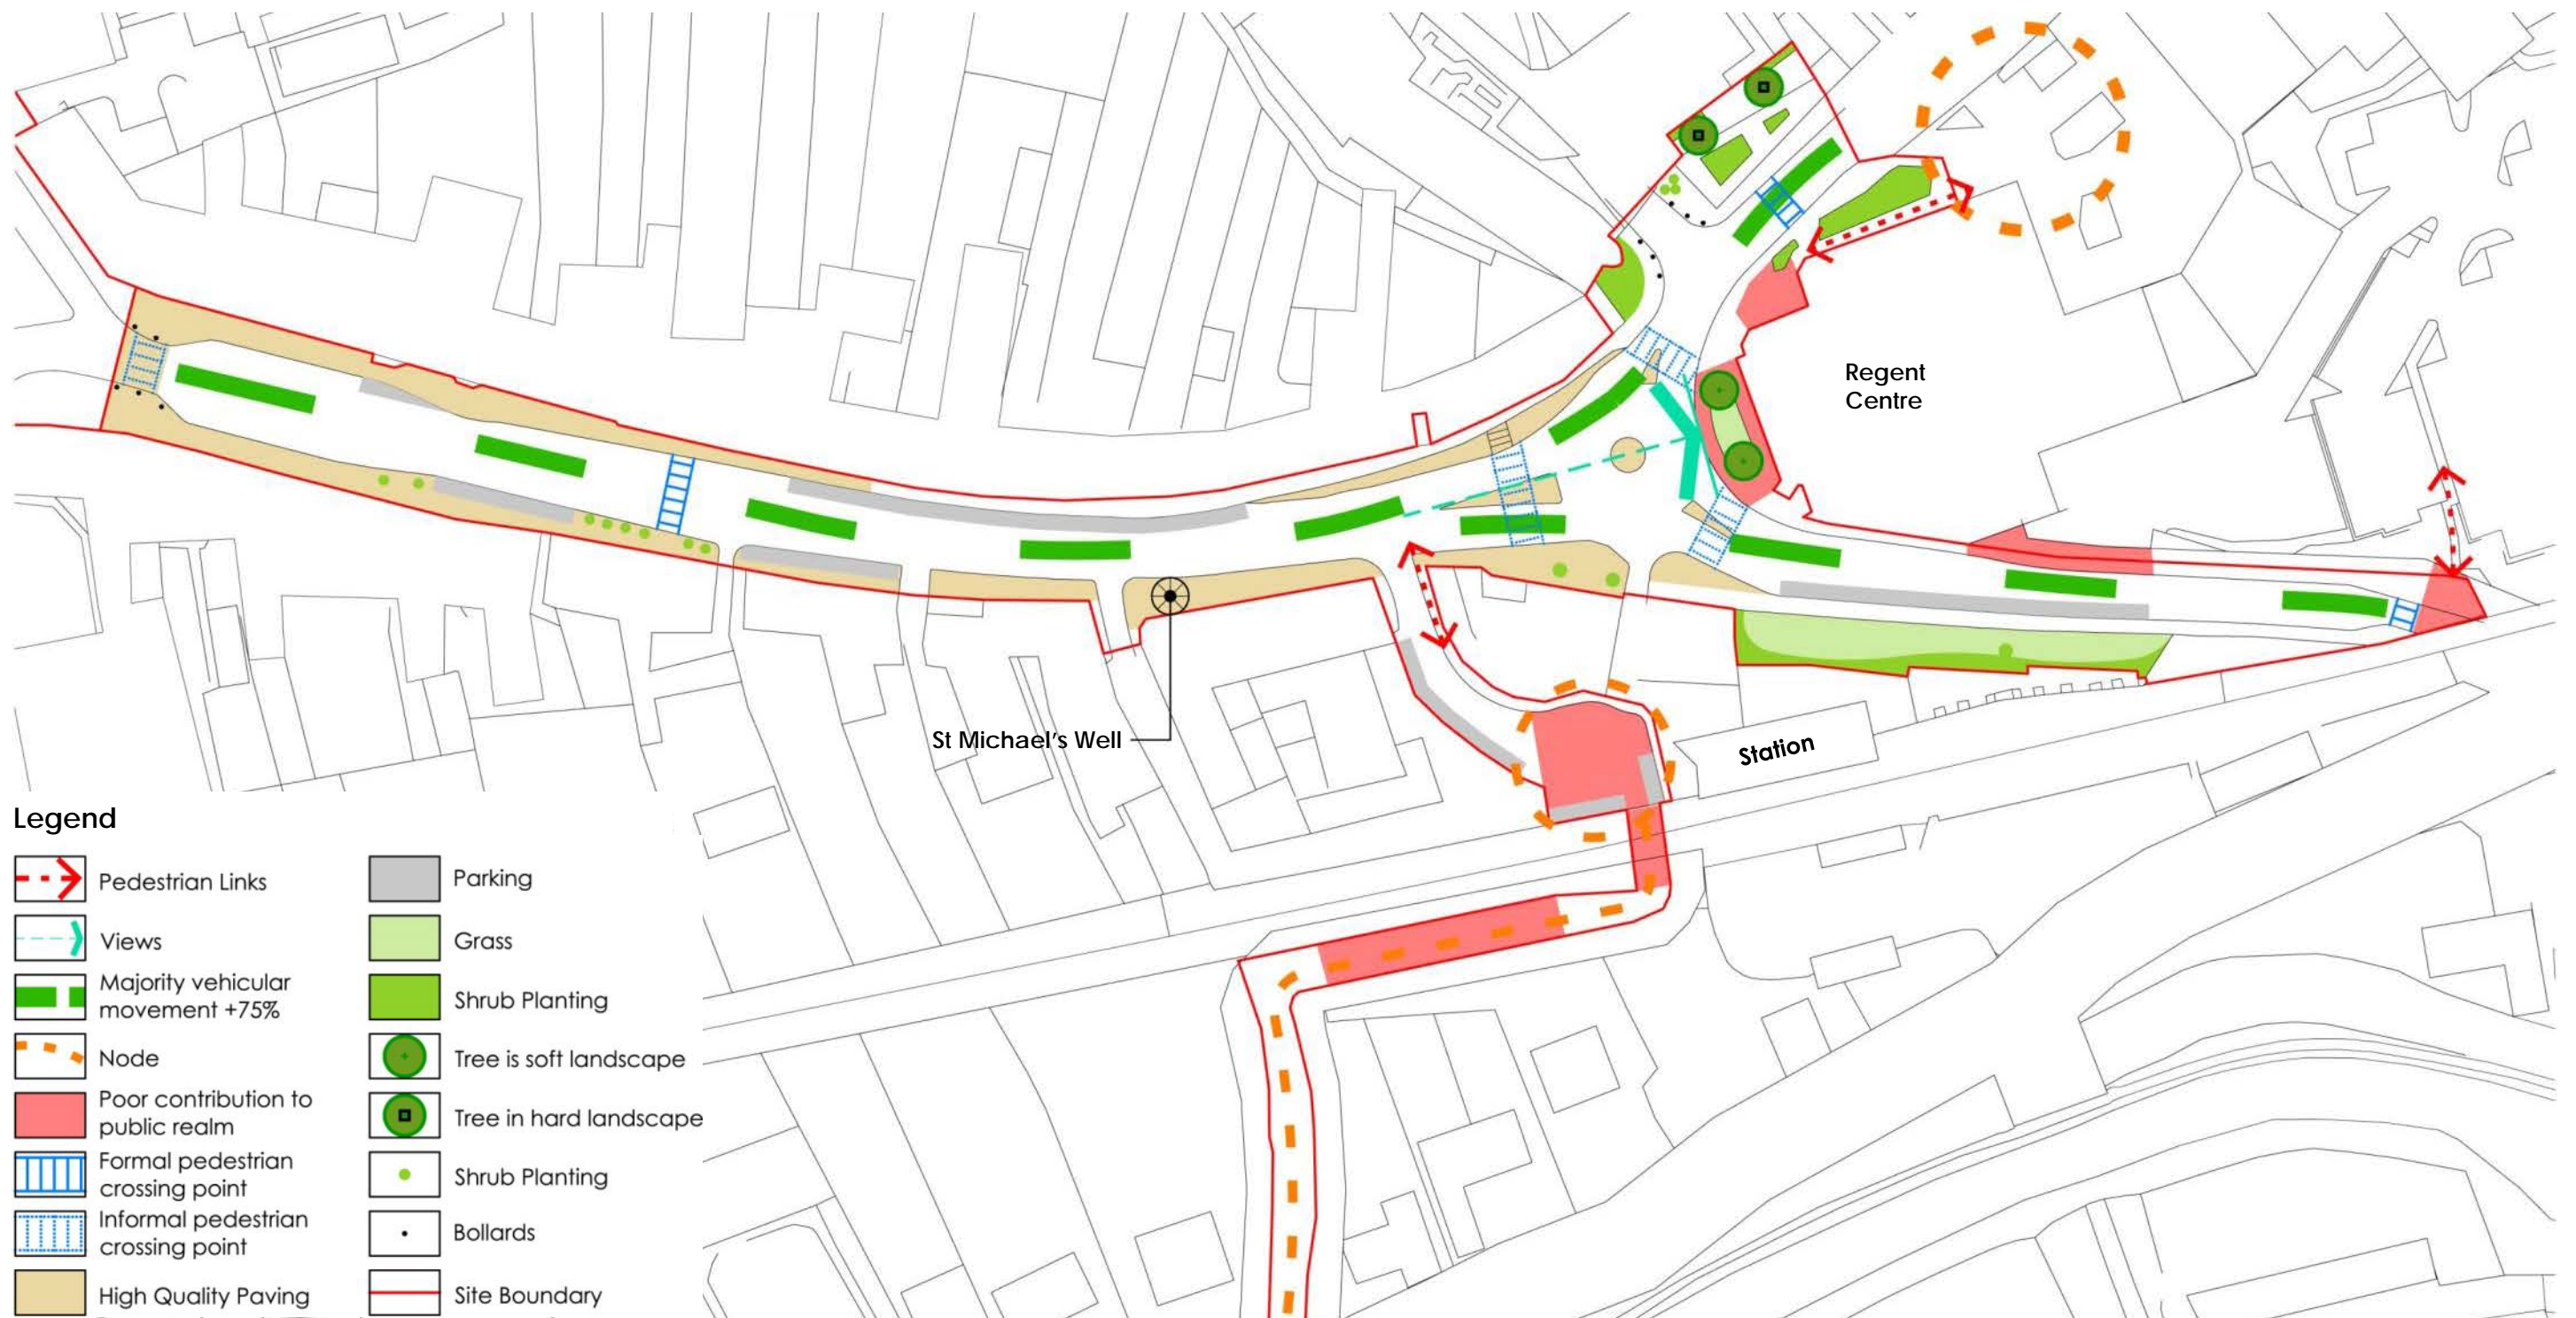 Regent
Centre
St Michael's Well
Station
Legend
Pedestrian Links
Views
Majority vehicular
movement +75%
Node
Poor contribution to
public realm
Formal pedestrian
crossing point
Informal pedestrian
crossing point
High Quality Paving
Parking
Grass
Shrub Planting
Tree is soft landscape
Tree in hard landscape
Shrub Planting
Bollards
Site Boundary